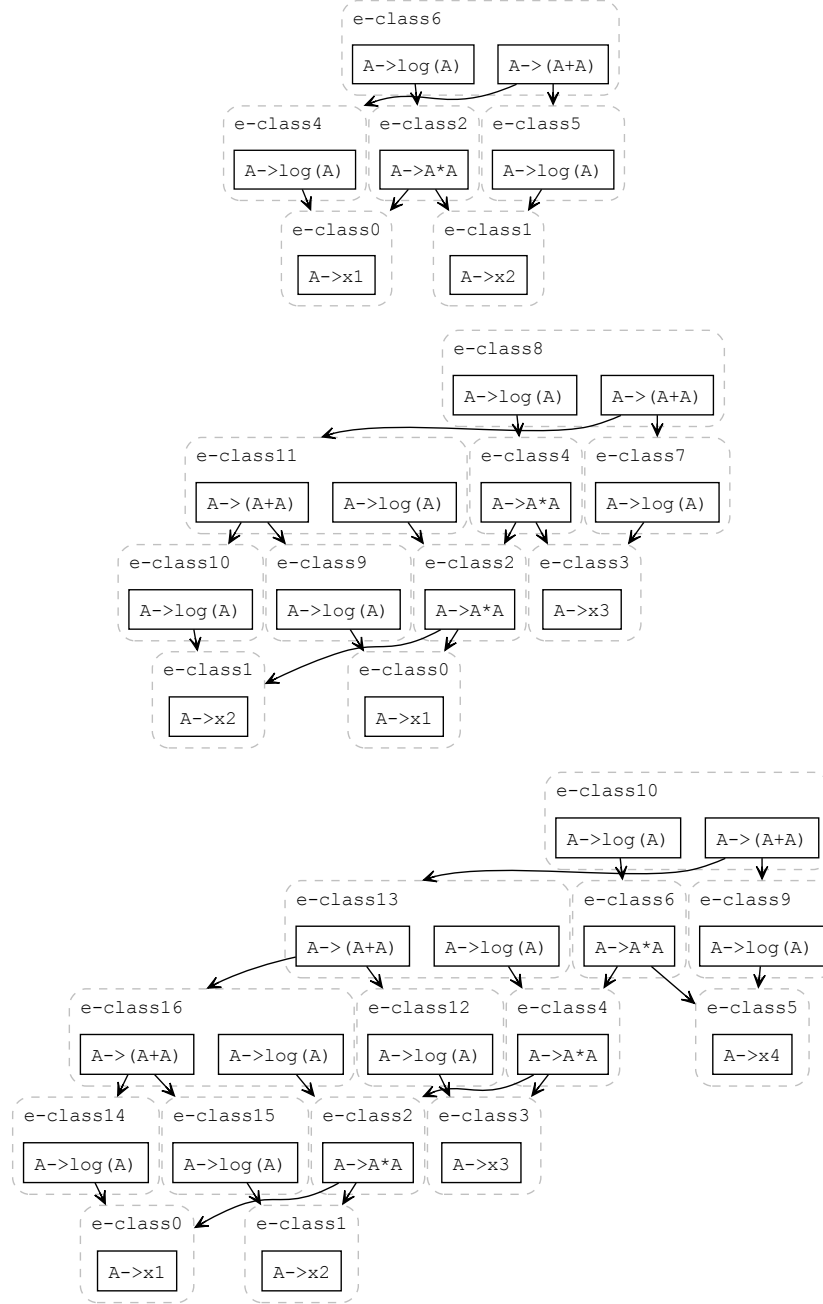 e-class6
A->log(A) A->(A+A)
e-class4 e-class2 e-class5
A->log(A) A->A*A A->log(A)
e-class0 e-class1
A->x1 A->x2
e-class8
A->log(A) A->(A+A)
e-class11 e-class4 e-class7
A->(A+A) A->log(A) A->A*A A->log(A)
e-class10 e-class9 e-class2 e-class3
A->log(A) A->log(A) A->A*A A->x3
e-class1 e-class0
A->x2 A->x1
e-class10
A->log(A) A->(A+A)
e-class13 e-class6 e-class9
A->(A+A) A->log(A) A->A*A A->log(A)
e-class16 e-class12 e-class4 e-class5
A->(A+A) A->log(A) A->log(A) A->A*A A->x4
e-class14 e-class15 e-class2 e-class3
A->log(A) A->log(A) A->A*A A->x3
e-class0 e-class1
A->x1 A->x2